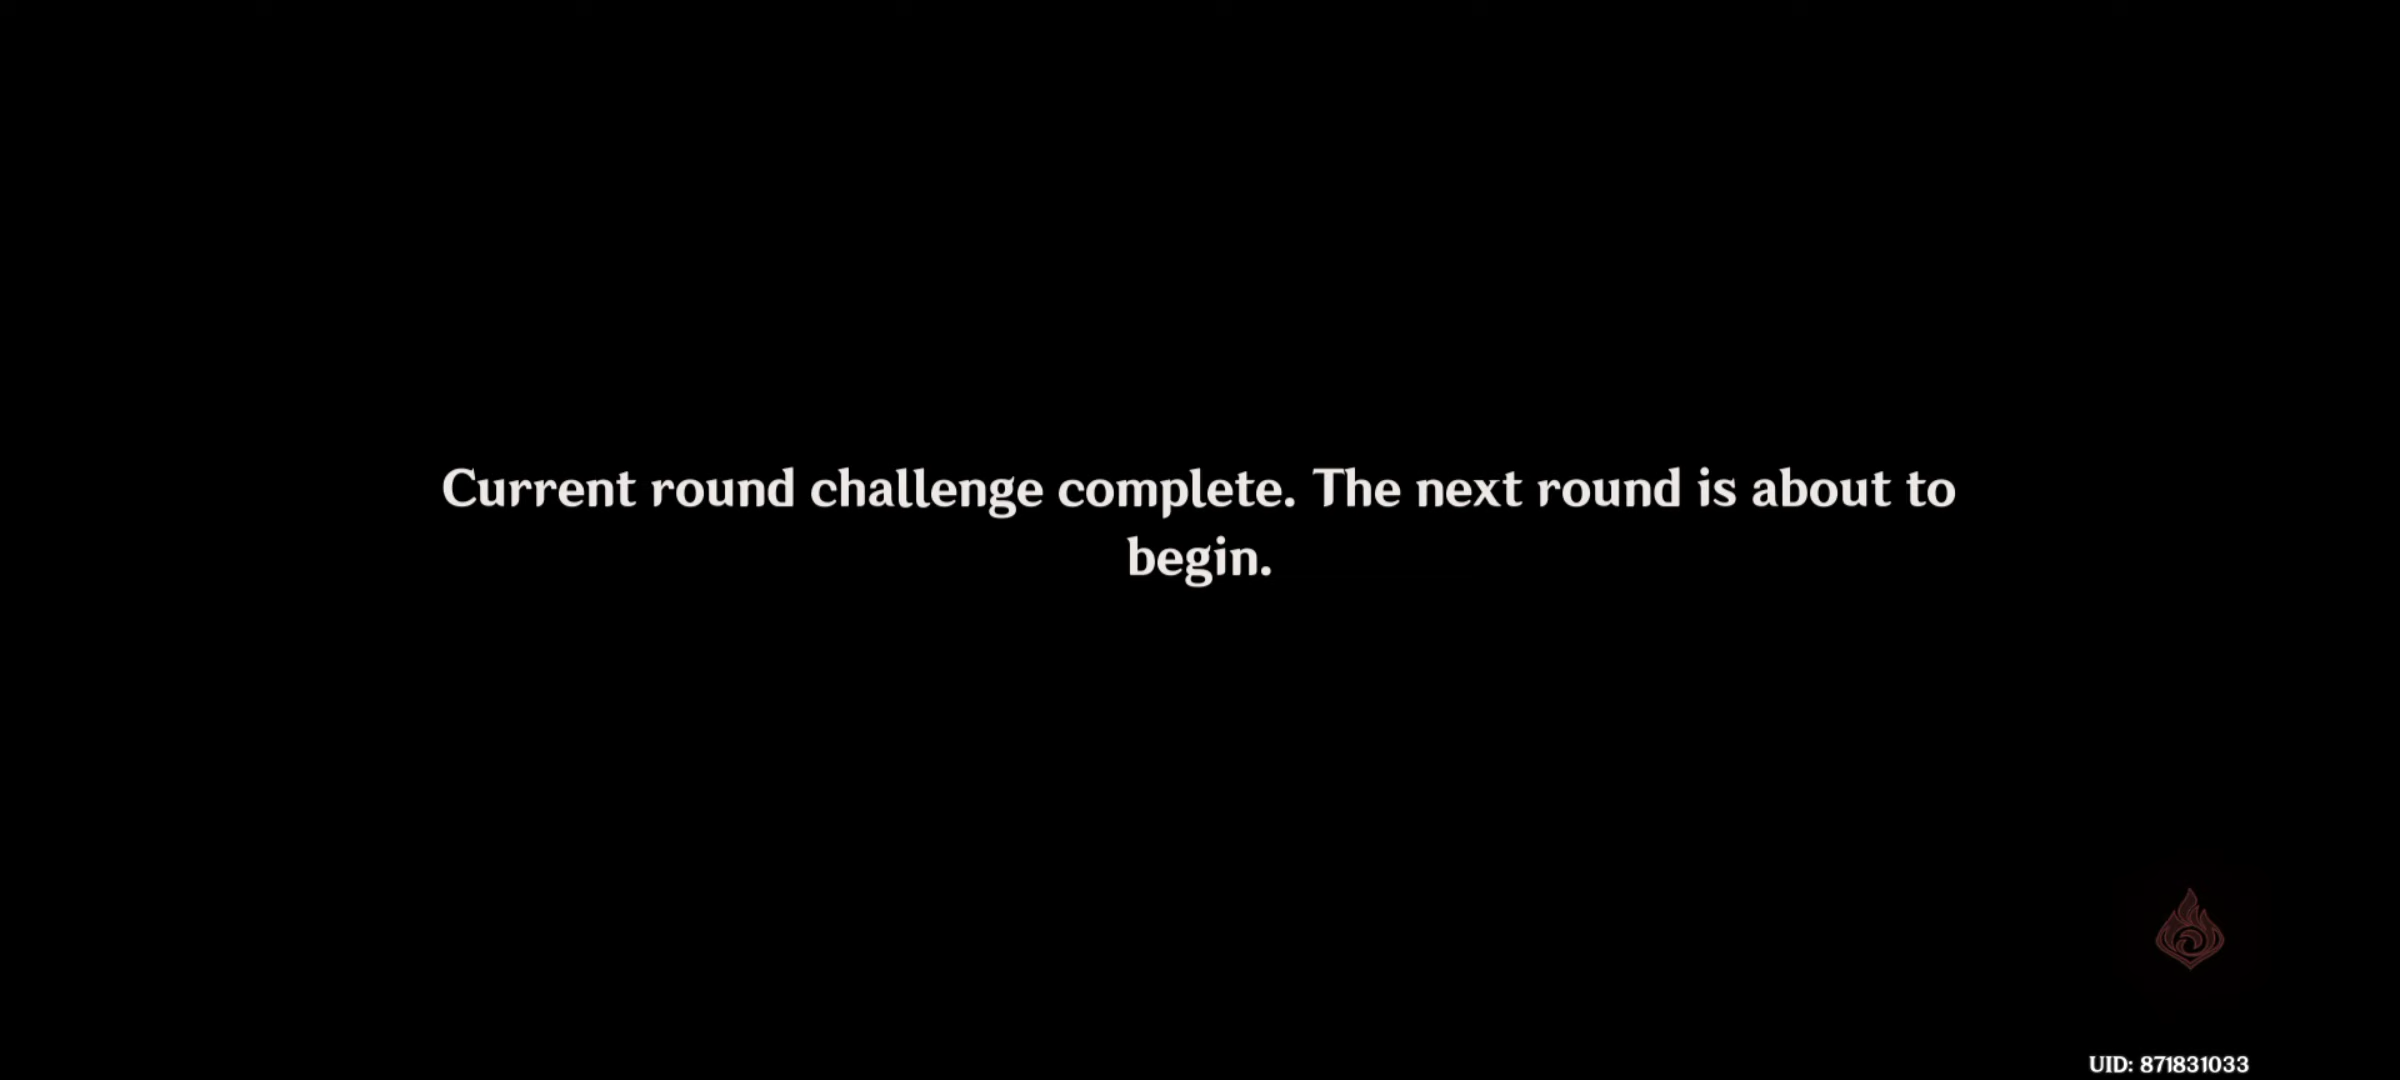 Current round challenge complete. The next round is about to
begin.
UID: 871831033